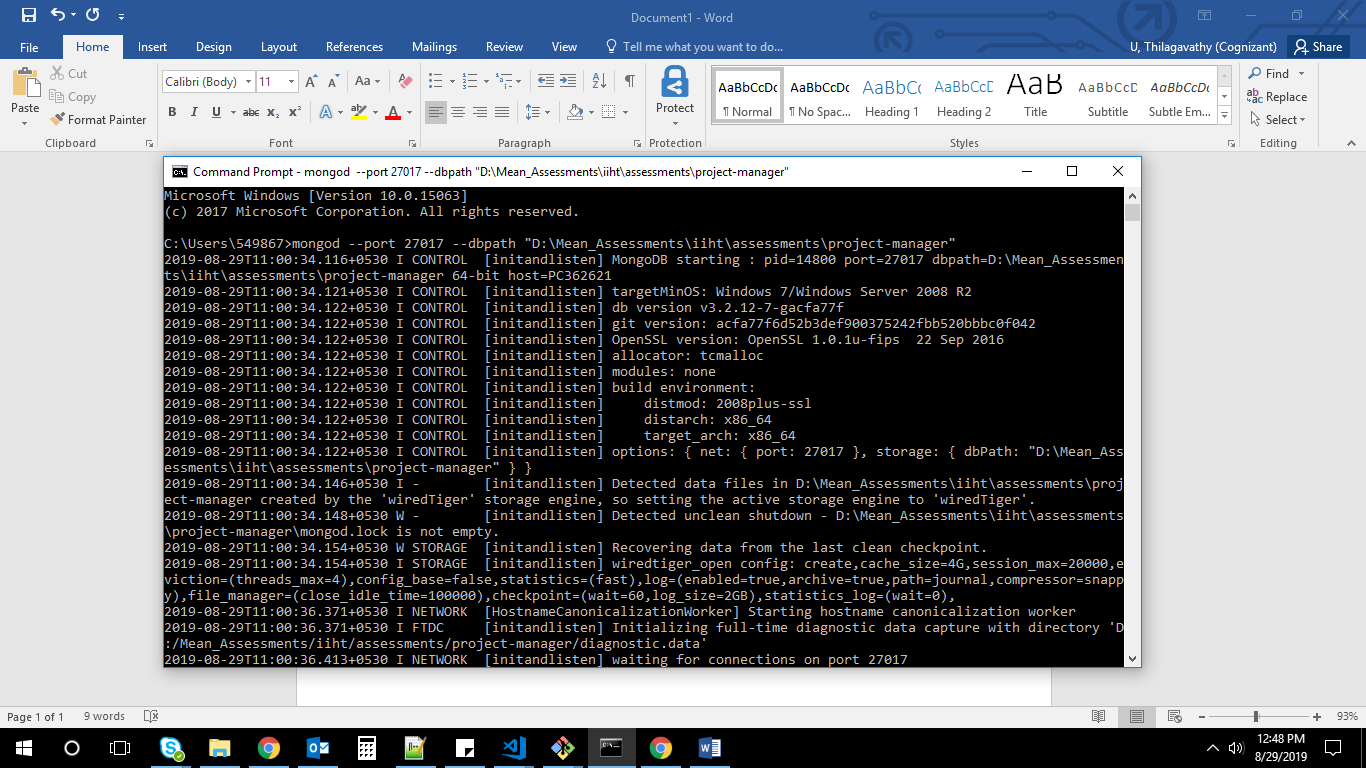 Document1 - Word
File Home Insert Design Layout References Mailings Review View Tell me what you want to do... U, Thilagavathy (Cognizant) Share
Paste
Cut
Copy
Format Painter
Clipboard
Calibri (Body) 11
Font
Paragraph
Protect
Protection
AaBbCcDc AaBbCcDc AaBbCc AaBbCcD AaB AaBbCcD AaBbCcDc
¶ Normal ¶ No Spac... Heading 1 Heading 2 Title Subtitle Subtle Em...
Styles
Find
Replace
Select
Editing
Command Prompt - mongod --port 27017 --dbpath "D:\Mean_Assessments\iiht\assessments\project-manager"
Microsoft Windows [Version 10.0.15063]
(c) 2017 Microsoft Corporation. All rights reserved.
C:\Users\549867>mongod --port 27017 --dbpath "D:\Mean_Assessments\iiht\assessments\project-manager"
2019-08-29T11:00:34.116+0530 I CONTROL  [initandlisten] MongoDB starting : pid=14800 port=27017 dbpath=D:\Mean_Assessmen
ts\iiht\assessments\project-manager 64-bit host=PC362621
2019-08-29T11:00:34.121+0530 I CONTROL  [initandlisten] targetMinOS: Windows 7/Windows Server 2008 R2
2019-08-29T11:00:34.122+0530 I CONTROL  [initandlisten] db version v3.2.12-7-gacfa77f
2019-08-29T11:00:34.122+0530 I CONTROL  [initandlisten] git version: acfa77f6d52b3def900375242fbb520bbbc0f042
2019-08-29T11:00:34.122+0530 I CONTROL  [initandlisten] OpenSSL version: OpenSSL 1.0.1u-fips  22 Sep 2016
2019-08-29T11:00:34.122+0530 I CONTROL  [initandlisten] allocator: tcmalloc
2019-08-29T11:00:34.122+0530 I CONTROL  [initandlisten] modules: none
2019-08-29T11:00:34.122+0530 I CONTROL  [initandlisten] build environment:
2019-08-29T11:00:34.122+0530 I CONTROL  [initandlisten]     distmod: 2008plus-ssl
2019-08-29T11:00:34.122+0530 I CONTROL  [initandlisten]     distarch: x86_64
2019-08-29T11:00:34.122+0530 I CONTROL  [initandlisten]     target_arch: x86_64
2019-08-29T11:00:34.122+0530 I CONTROL  [initandlisten] options: { net: { port: 27017 }, storage: { dbPath: "D:\Mean_Ass
essments\iiht\assessments\project-manager" } }
2019-08-29T11:00:34.146+0530 I -        [initandlisten] Detected data files in D:\Mean_Assessments\iiht\assessments\proj
ect-manager created by the 'wiredTiger' storage engine, so setting the active storage engine to 'wiredTiger'.
2019-08-29T11:00:34.148+0530 W -        [initandlisten] Detected unclean shutdown - D:\Mean_Assessments\iiht\assessments
\project-manager\mongod.lock is not empty.
2019-08-29T11:00:34.154+0530 W STORAGE  [initandlisten] Recovering data from the last clean checkpoint.
2019-08-29T11:00:34.154+0530 I STORAGE  [initandlisten] wiredtiger_open config: create,cache_size=4G,session_max=20000,e
viction=(threads_max=4),config_base=false,statistics=(fast),log=(enabled=true,archive=true,path=journal,compressor=snapp
y),file_manager=(close_idle_time=100000),checkpoint=(wait=60,log_size=2GB),statistics_log=(wait=0),
2019-08-29T11:00:36.371+0530 I NETWORK  [HostnameCanonicalizationWorker] Starting hostname canonicalization worker
2019-08-29T11:00:36.371+0530 I FTDC     [initandlisten] Initializing full-time diagnostic data capture with directory 'D
:/Mean_Assessments/iiht/assessments/project-manager/diagnostic.data'
2019-08-29T11:00:36.413+0530 I NETWORK  [initandlisten] waiting for connections on port 27017
Page 1 of 1 9 words 93%
12:48 PM
8/29/2019